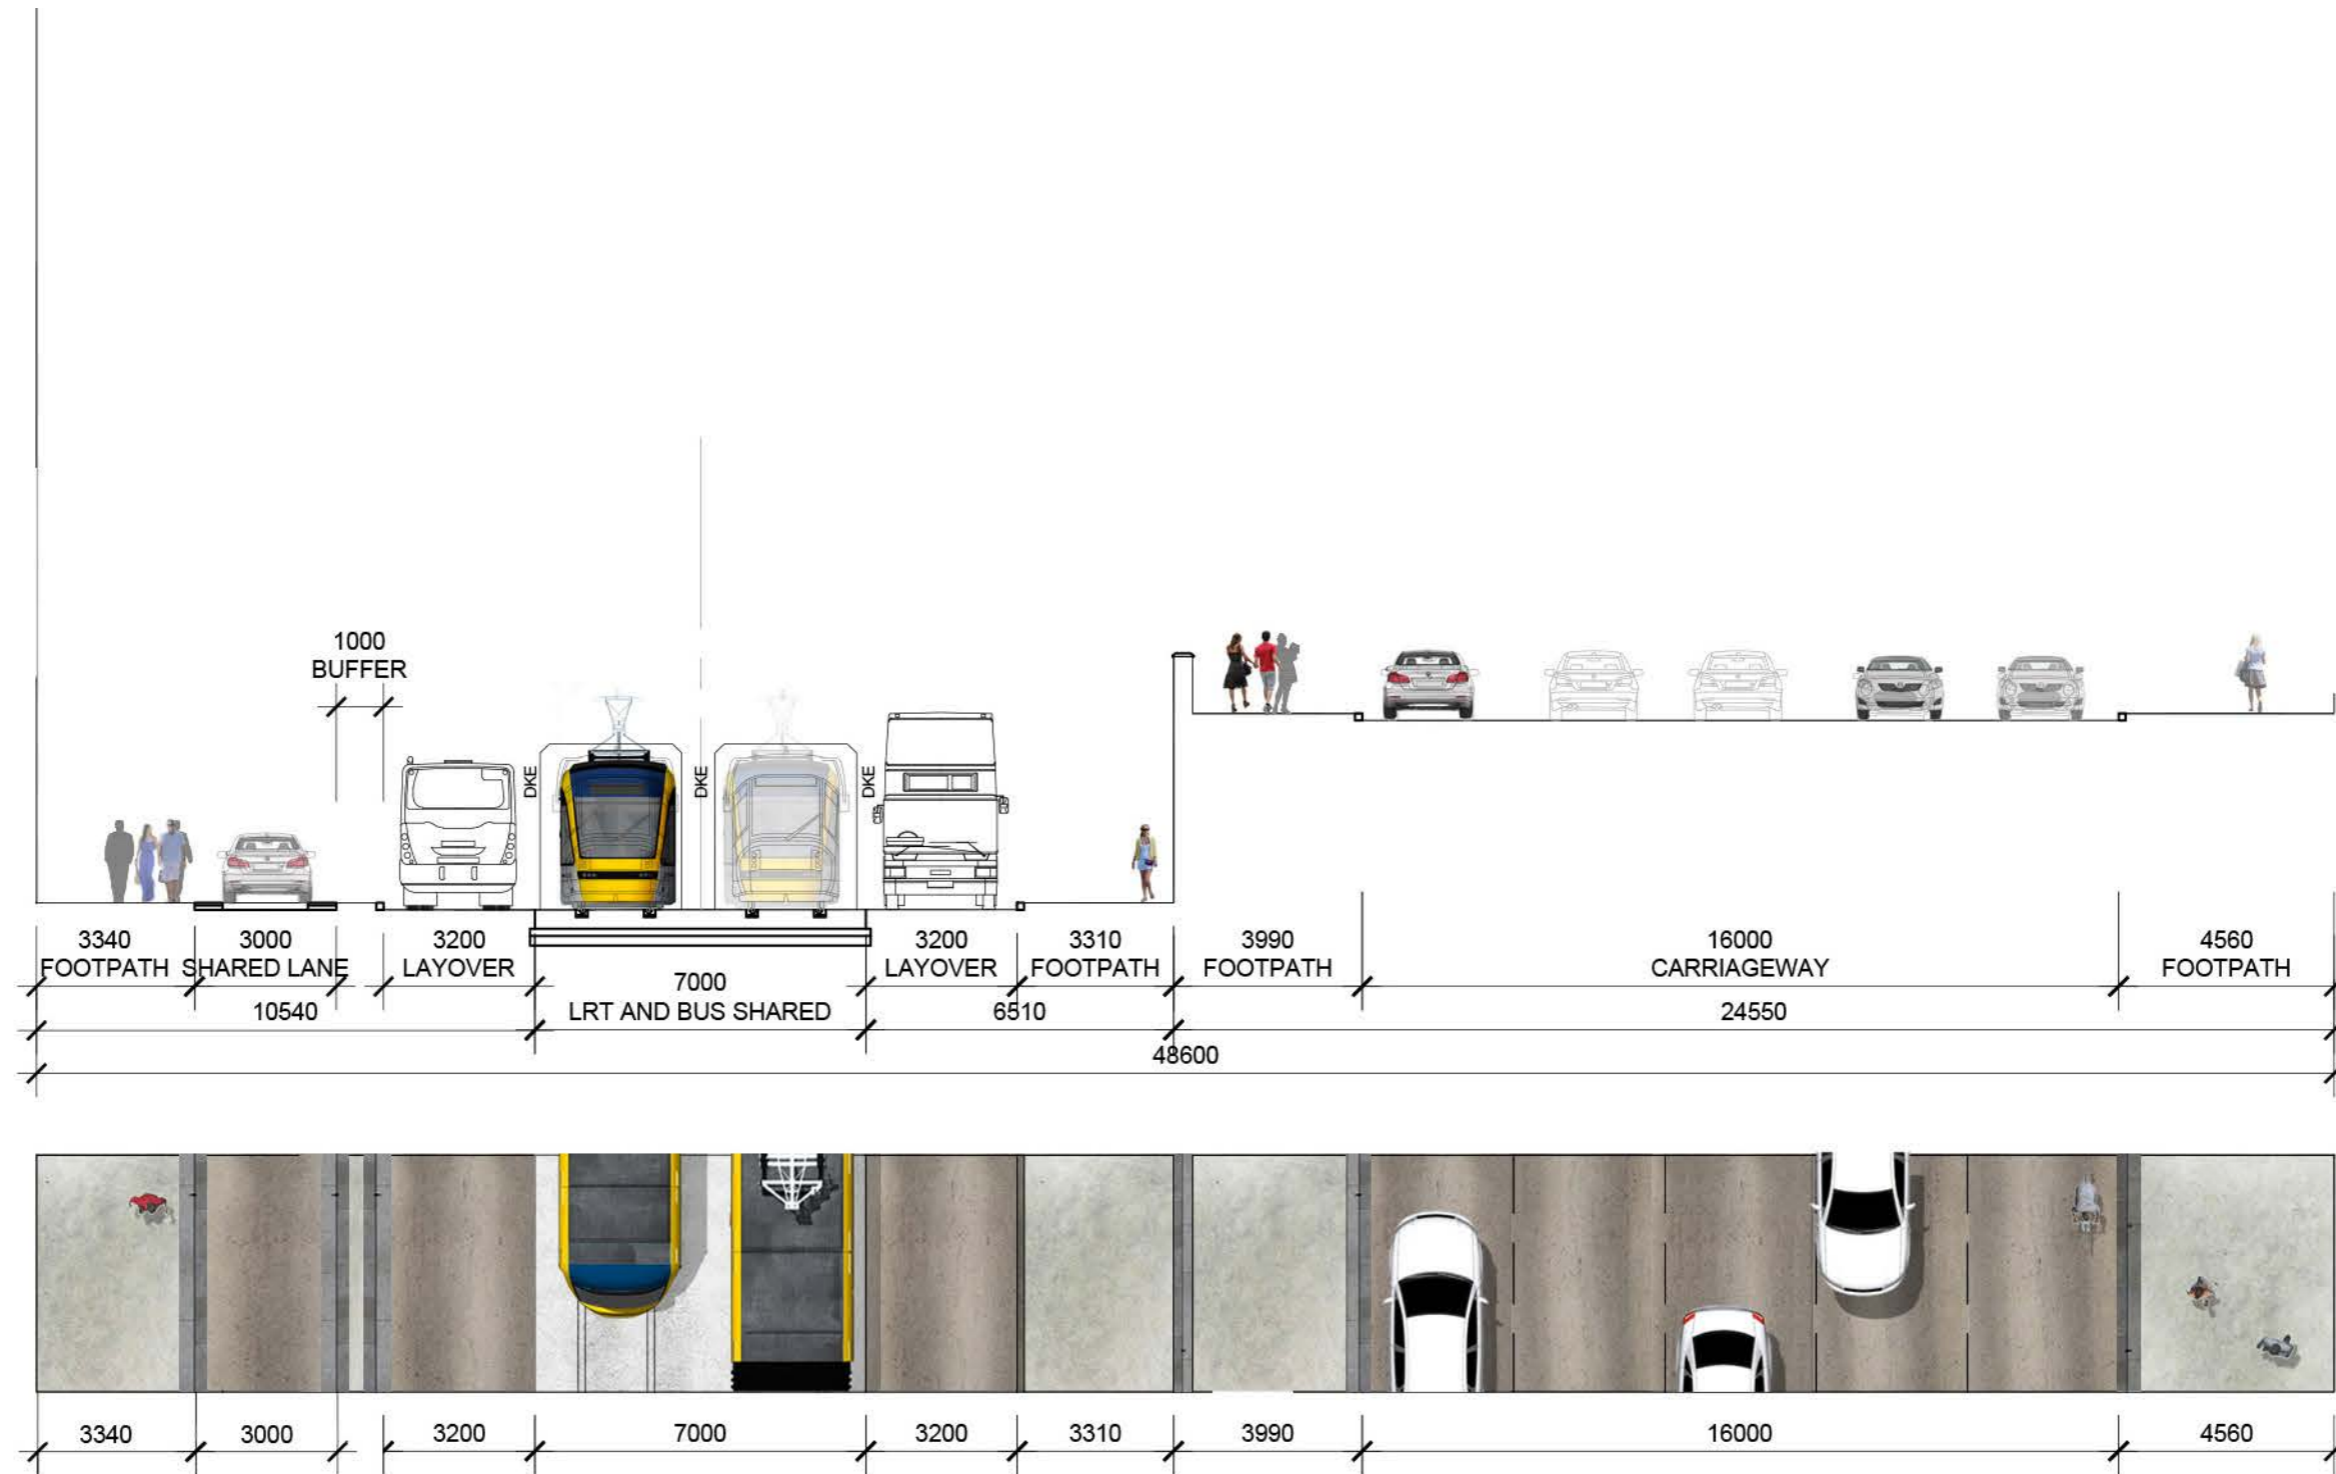 1000
BUFFER
DKE
DKE
DKE
3340
FOOTPATH
3000
SHARED LANE
3200
LAYOVER
7000
LRT AND BUS SHARED
3200
LAYOVER
3310
FOOTPATH
3990
FOOTPATH
16000
CARRIAGEWAY
4560
FOOTPATH
10540
6510
24550
48600
3340
3000
3200
7000
3200
3310
3990
16000
4560